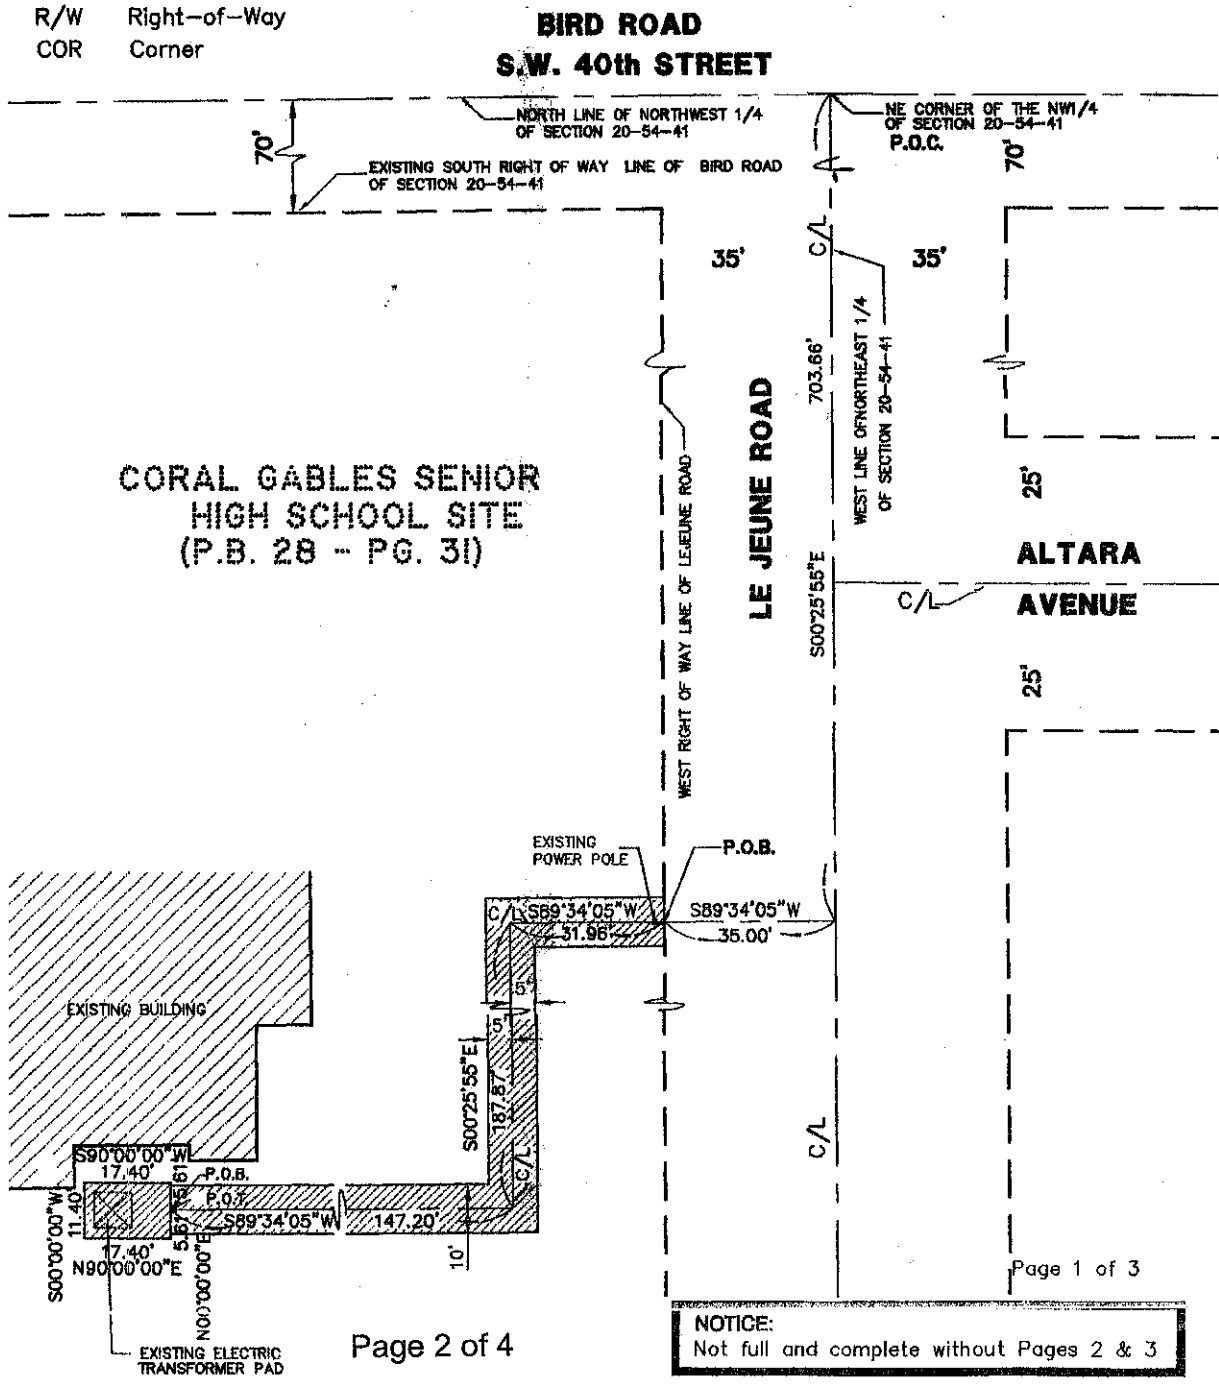 R/W Right-of-Way
COR Corner
BIRD ROAD
S.W. 40th STREET
NORTH LINE OF NORTHWEST 1/4
OF SECTION 20-54-41
NE CORNER OF THE NW1/4
OF SECTION 20-54-41
P.O.C.
70'
70'
EXISTING SOUTH RIGHT OF WAY LINE OF BIRD ROAD
OF SECTION 20-54-41
35'
C/L
35'
703.66'
WEST LINE OFNORTHEAST 1/4
OF SECTION 20-54-41
LE JEUNE ROAD
CORAL GABLES SENIOR
HIGH SCHOOL SITE
(P.B. 28 - PG. 31)
WEST RIGHT OF WAY LINE OF LEJEUNE ROAD
S00°25'55"E
25'
ALTARA
AVENUE
C/L
25'
EXISTING
POWER POLE
P.O.B.
C/L
S89°34'05"W
31.96'
S89°34'05"W
35.00'
5'
5'
EXISTING BUILDING
S00°25'55"E
187.87'
C/L
C/L
S90°00'00"W
17.40'
5.61'
P.O.B.
P.O.T.
S00°00'00"W
11.40'
5.61'
S89°34'05"W
147.20'
17.40'
N90°00'00"E
N00°00'00"E
10'
Page 1 of 3
EXISTING ELECTRIC
TRANSFORMER PAD
Page 2 of 4
NOTICE:
Not full and complete without Pages 2 & 3